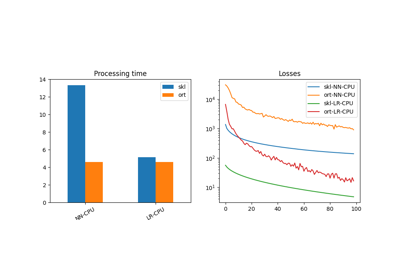 Processing time
14
12
10
8
6
4
2
0
skl
ort
NN-CPU
LR-CPU
Losses
10⁴
10³
10²
10¹
skl-NN-CPU
ort-NN-CPU
skl-LR-CPU
ort-LR-CPU
0 20 40 60 80 100